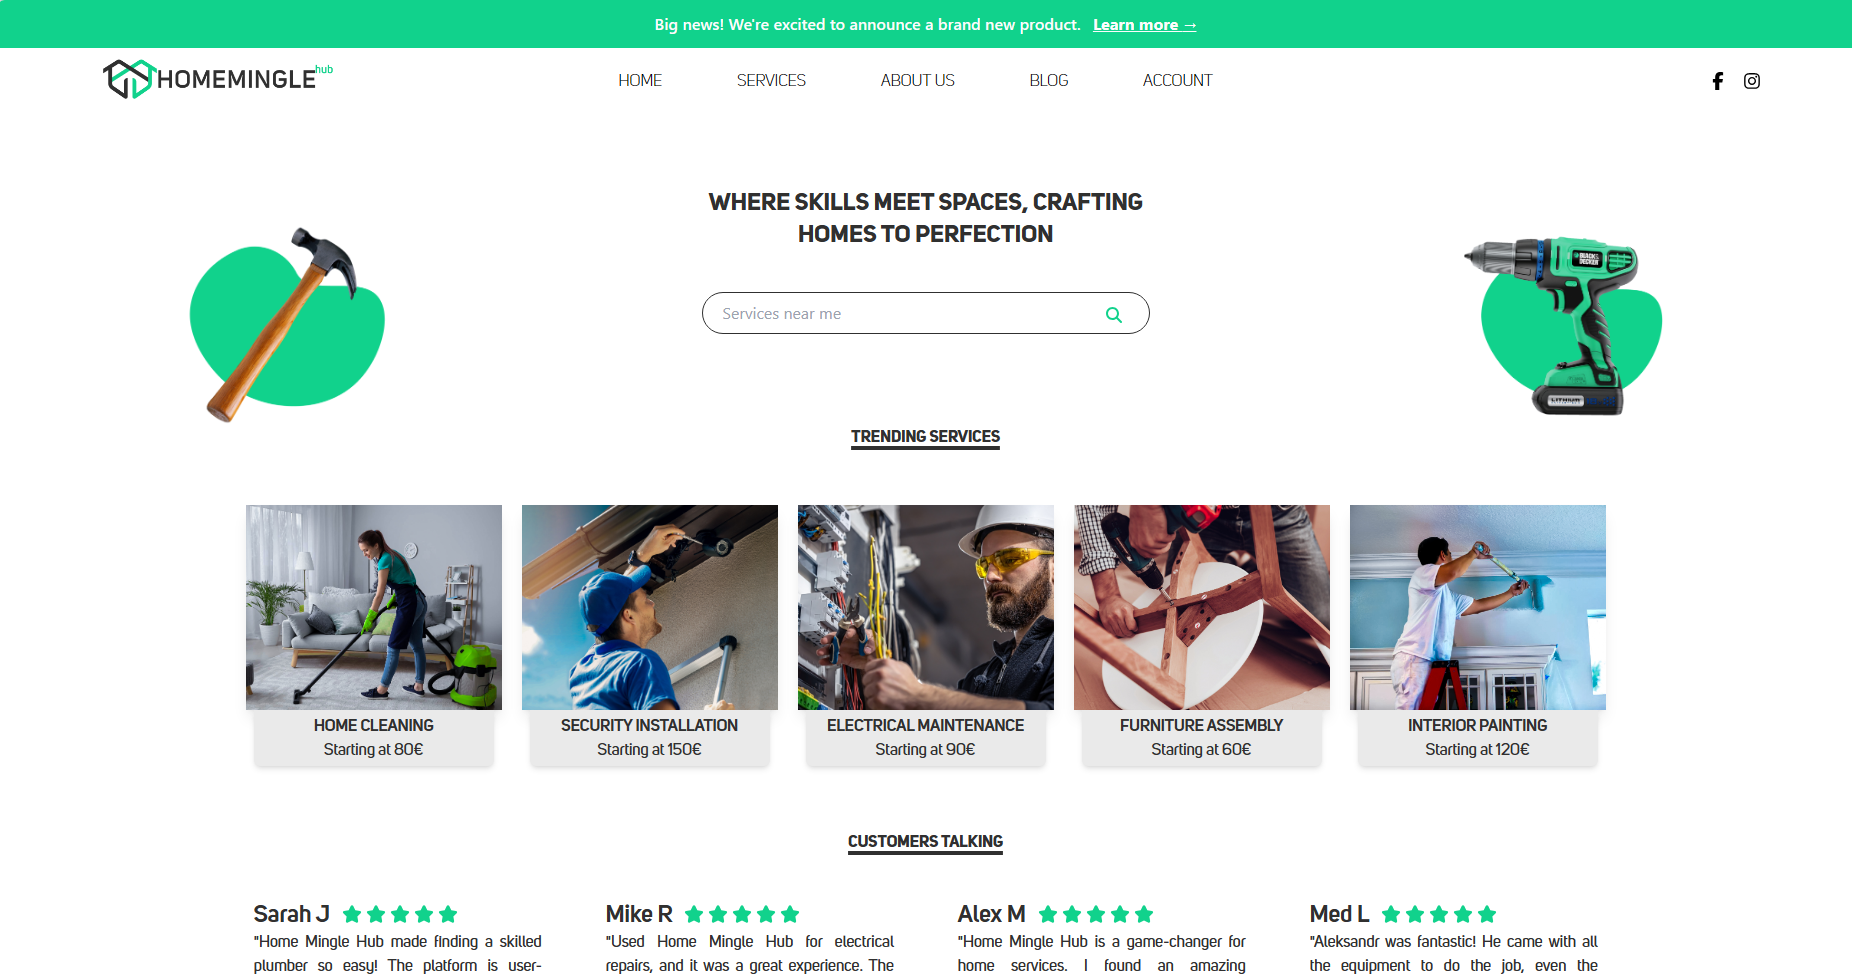 Big news! We're excited to announce a brand new product. Learn more →
HOMEMINGLE hub
HOME SERVICES ABOUT US BLOG ACCOUNT
WHERE SKILLS MEET SPACES, CRAFTING
HOMES TO PERFECTION
Services near me
BLACK& DECKER
LITHIUM
TRENDING SERVICES
HOME CLEANING
Starting at 80€
SECURITY INSTALLATION
Starting at 150€
ELECTRICAL MAINTENANCE
Starting at 90€
FURNITURE ASSEMBLY
Starting at 60€
INTERIOR PAINTING
Starting at 120€
CUSTOMERS TALKING
Sarah J
"Home Mingle Hub made finding a skilled
plumber so easy! The platform is user-
Mike R
"Used Home Mingle Hub for electrical
repairs, and it was a great experience. The
Alex M
"Home Mingle Hub is a game-changer for
home services. I found an amazing
Med L
"Aleksandr was fantastic! He came with all
the equipment to do the job, even the